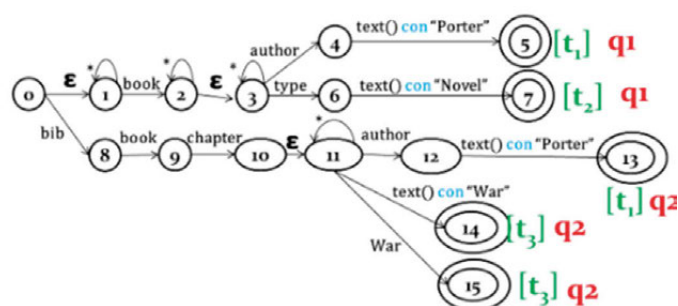 author 4 text() con “Porter” 5 [t1] q1
0 ε * 1 book * 2 ε * 3 type 6 text() con “Novel” 7 [t2] q1
bib 8 book 9 chapter 10 ε * 11 author 12 text() con “Porter” 13
[t1] q2
text() con “War” 14 [t3] q2
War 15 [t3] q2